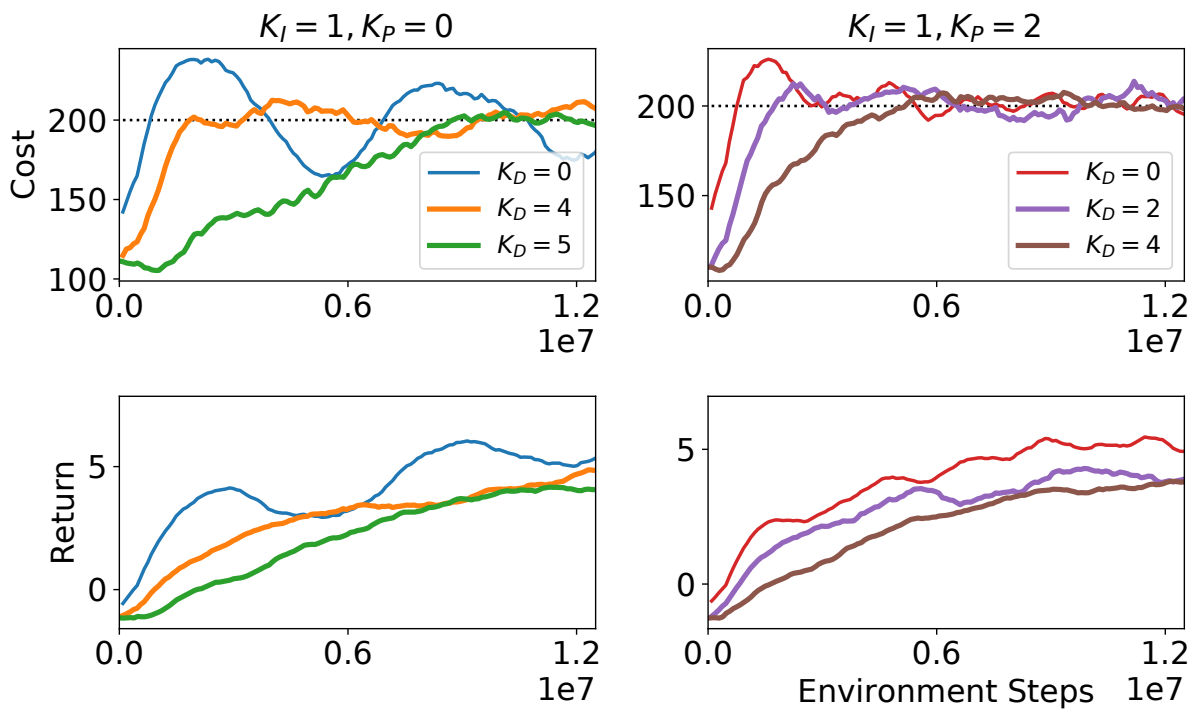 K_I = 1, K_P = 0
Cost
200
150
100
K_D = 0
K_D = 4
K_D = 5
0.0 0.6 1.2
1e7
K_I = 1, K_P = 2
200
150
K_D = 0
K_D = 2
K_D = 4
0.0 0.6 1.2
1e7
Return
5
0
0.0 0.6 1.2
1e7
5
0
0.0 0.6 1.2
Environment Steps 1e7